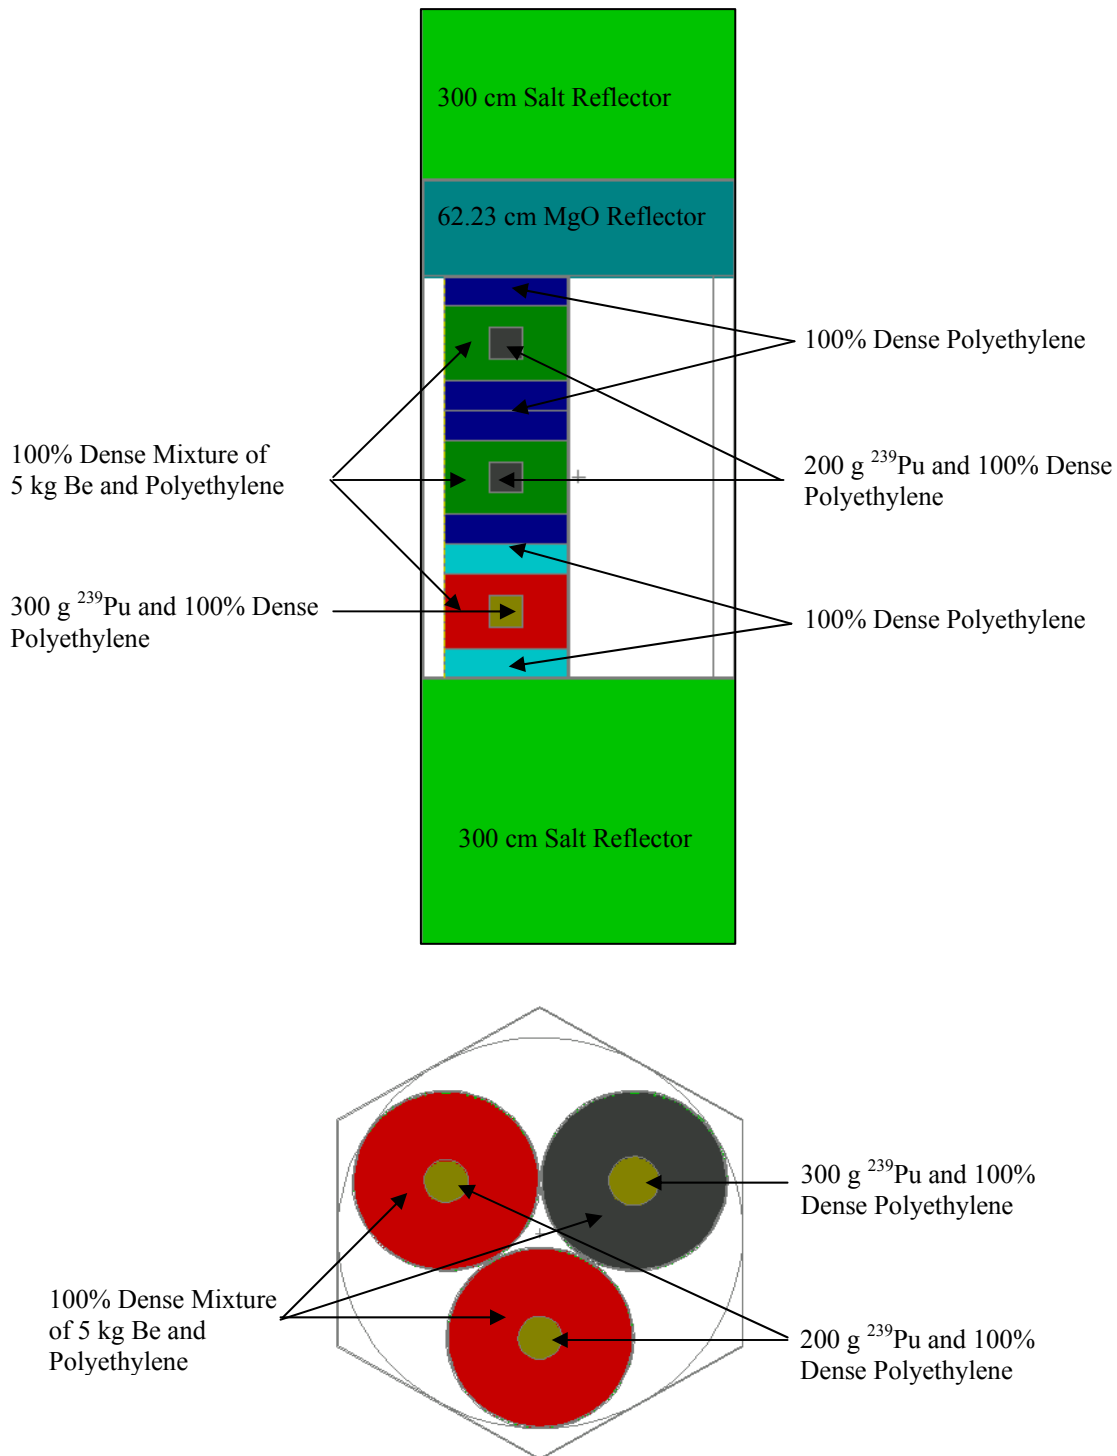 300 cm Salt Reflector
62.23 cm MgO Reflector
100% Dense Polyethylene
100% Dense Mixture of
5 kg Be and Polyethylene
200 g ²³⁹Pu and 100% Dense
Polyethylene
300 g ²³⁹Pu and 100% Dense
Polyethylene
100% Dense Polyethylene
300 cm Salt Reflector
300 g ²³⁹Pu and 100%
Dense Polyethylene
100% Dense Mixture
of 5 kg Be and
Polyethylene
200 g ²³⁹Pu and 100%
Dense Polyethylene